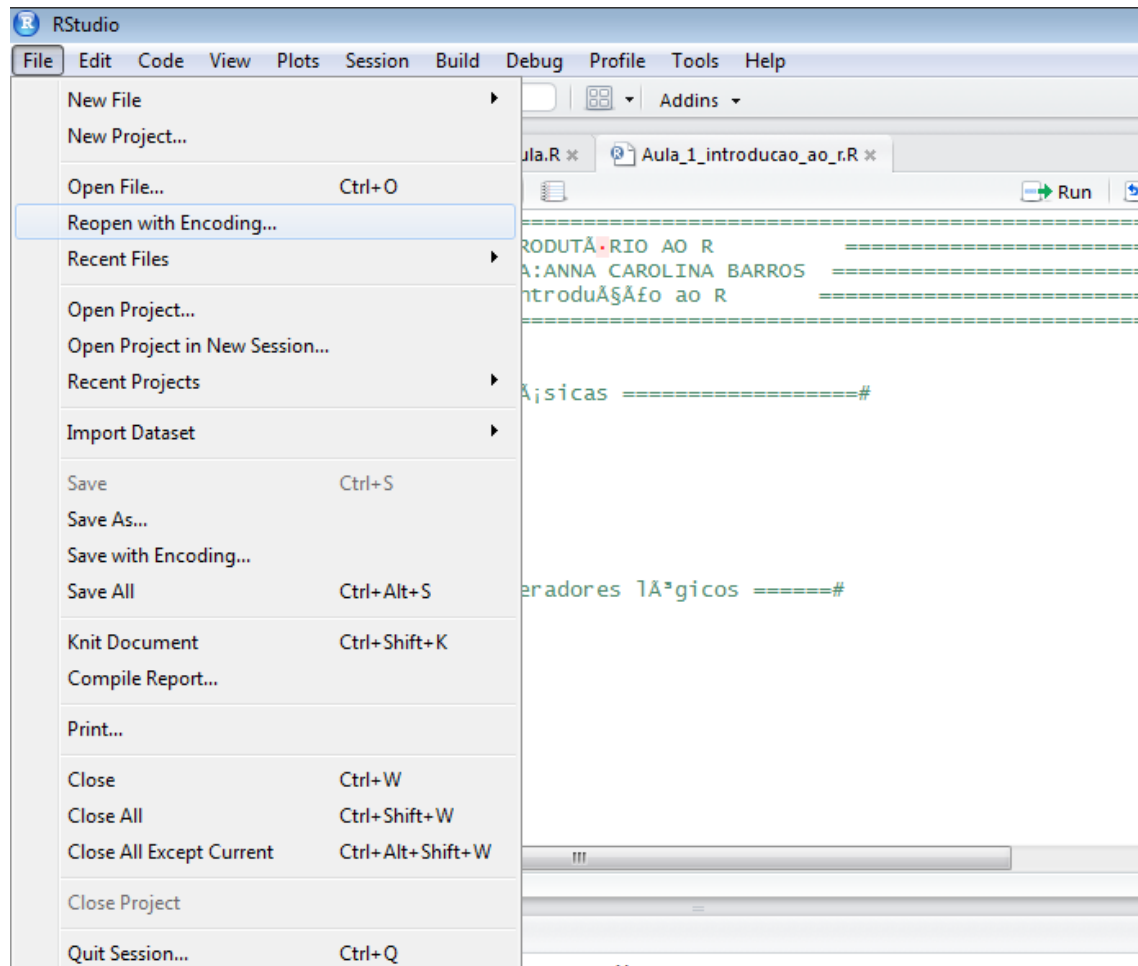 RStudio
File Edit Code View Plots Session Build Debug Profile Tools Help
New File
Addins
New Project...
ula.R Aula_1_introducao_ao_r.R
Open File... Ctrl+O
Run
Reopen with Encoding...
================================================
RODUTÃ·RIO AO R ======================
Recent Files
A:ANNA CAROLINA BARROS =======================
ntroduÃ§Ã£o ao R ========================
Open Project...
================================================
Open Project in New Session...
Recent Projects
Ã¡sicas ==================#
Import Dataset
Save Ctrl+S
Save As...
Save with Encoding...
Save All Ctrl+Alt+S
eradores lÃ³gicos ======#
Knit Document Ctrl+Shift+K
Compile Report...
Print...
Close Ctrl+W
Close All Ctrl+Shift+W
Close All Except Current Ctrl+Alt+Shift+W
Close Project
Quit Session... Ctrl+Q